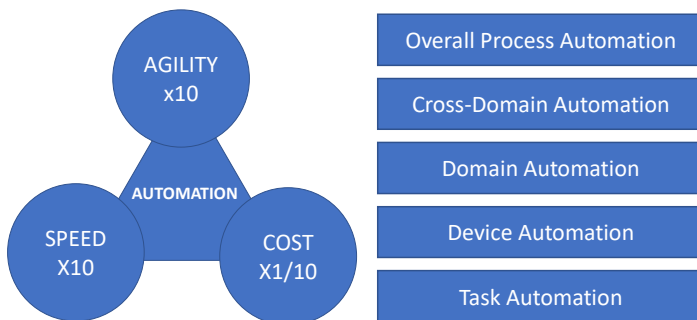 AGILITY
x10
AUTOMATION
SPEED
X10
COST
X1/10
Overall Process Automation
Cross-Domain Automation
Domain Automation
Device Automation
Task Automation